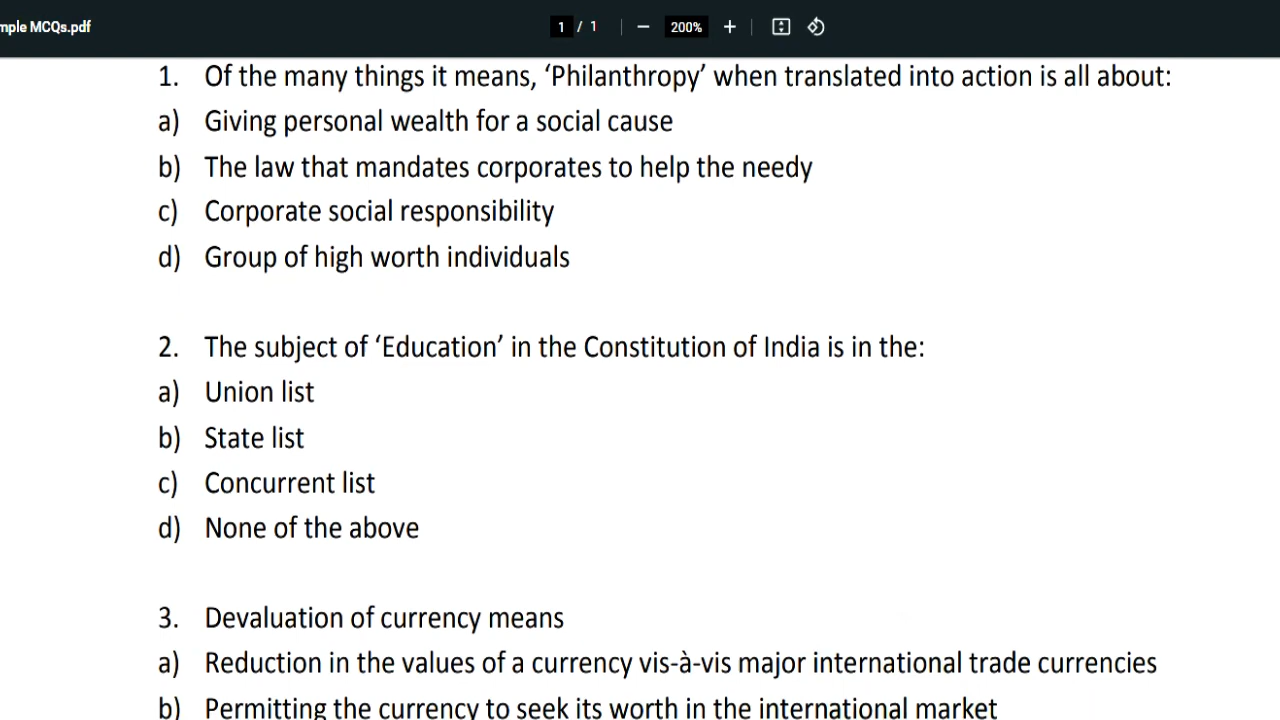 mple MCQs.pdf 1 / 1 — 200% +
1. Of the many things it means, ‘Philanthropy’ when translated into action is all about:
a) Giving personal wealth for a social cause
b) The law that mandates corporates to help the needy
c) Corporate social responsibility
d) Group of high worth individuals
2. The subject of ‘Education’ in the Constitution of India is in the:
a) Union list
b) State list
c) Concurrent list
d) None of the above
3. Devaluation of currency means
a) Reduction in the values of a currency vis-à-vis major international trade currencies
b) Permitting the currency to seek its worth in the international market